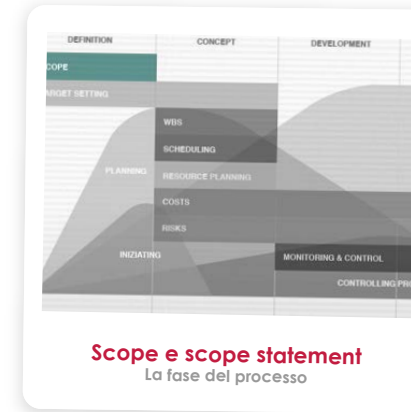 DEFINITION CONCEPT DEVELOPMENT
COPE
ARGET SETTING
WBS
SCHEDULING
PLANNING RESOURCE PLANNING
COSTS
RISKS
INIZIATING MONITORING & CONTROL
CONTROLLING PRO
Scope e scope statement
La fase del processo